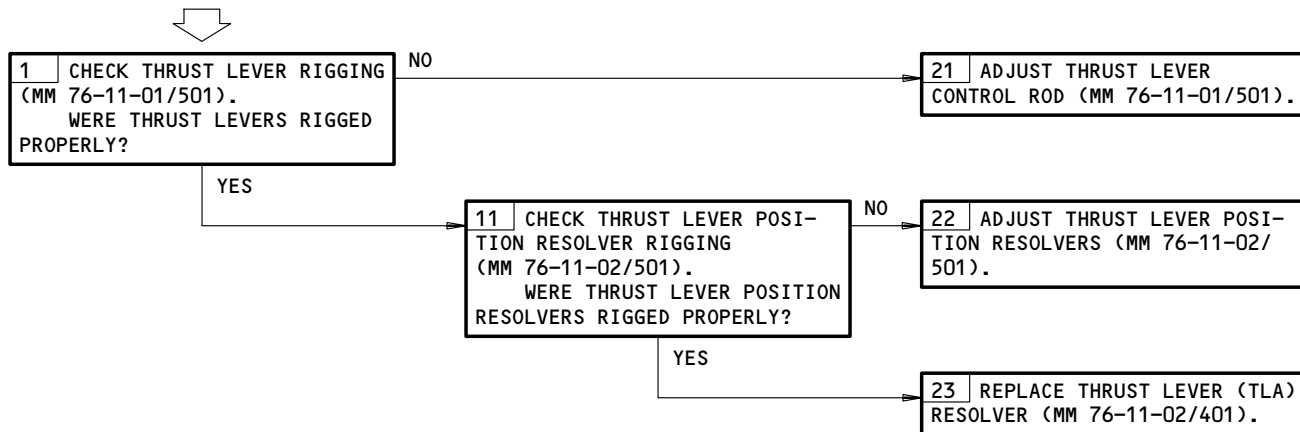 1 CHECK THRUST LEVER RIGGING
(MM 76-11-01/501).
WERE THRUST LEVERS RIGGED
PROPERLY?
NO
21 ADJUST THRUST LEVER
CONTROL ROD (MM 76-11-01/501).
YES
11 CHECK THRUST LEVER POSI-
TION RESOLVER RIGGING
(MM 76-11-02/501).
WERE THRUST LEVER POSITION
RESOLVERS RIGGED PROPERLY?
NO
22 ADJUST THRUST LEVER POSI-
TION RESOLVERS (MM 76-11-02/
501).
YES
23 REPLACE THRUST LEVER (TLA)
RESOLVER (MM 76-11-02/401).